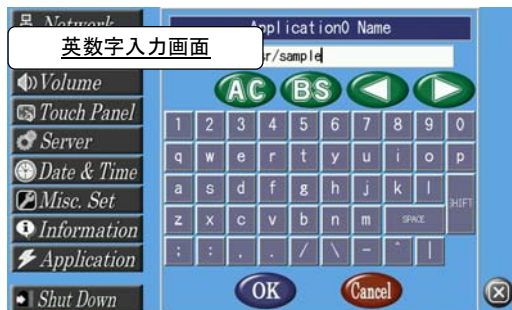 Network
Application0 Name
英数字入力画面
r/sample
Volume
AC BS
Touch Panel
1 2 3 4 5 6 7 8 9 0
Server
q w e r t y u i o p
Date & Time
a s d f g h j k l
Misc. Set
SHIFT
z x c v b n m SPACE
Information
; : , . / \ - ^ |
Application
OK Cancel
Shut Down